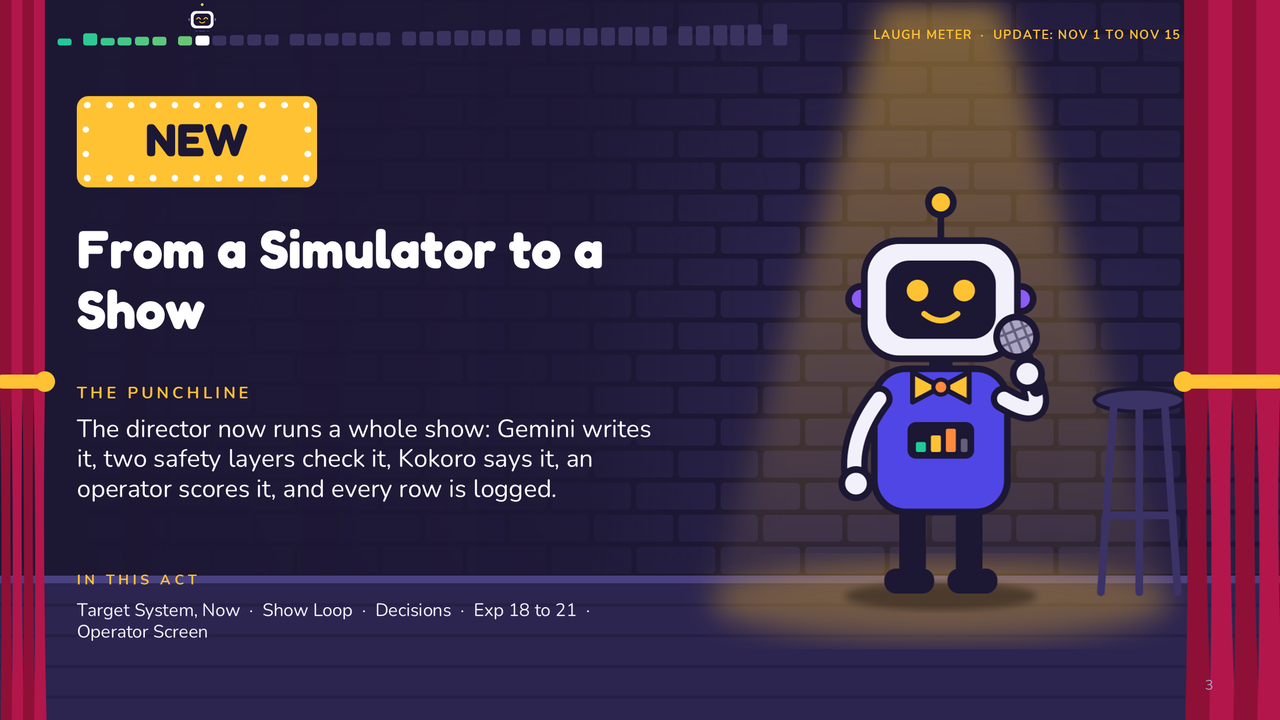 LAUGH METER · UPDATE: NOV 1 TO NOV 15
NEW
From a Simulator to a
Show
THE PUNCHLINE
The director now runs a whole show: Gemini writes
it, two safety layers check it, Kokoro says it, an
operator scores it, and every row is logged.
IN THIS ACT
Target System, Now · Show Loop · Decisions · Exp 18 to 21 ·
Operator Screen
3